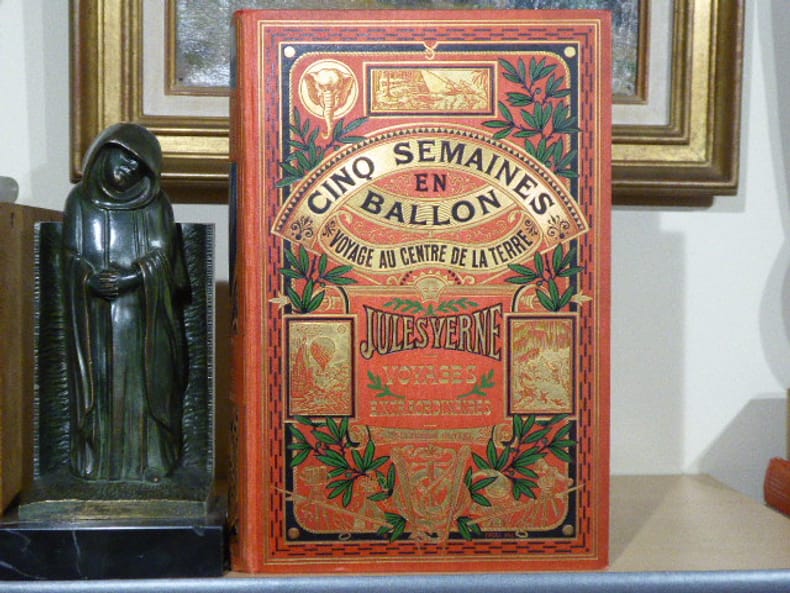 CINQ SEMAINES
EN
BALLON
VOYAGE AU CENTRE DE LA TERRE
JULES VERNE
VOYAGES
EXTRAORDINAIRES